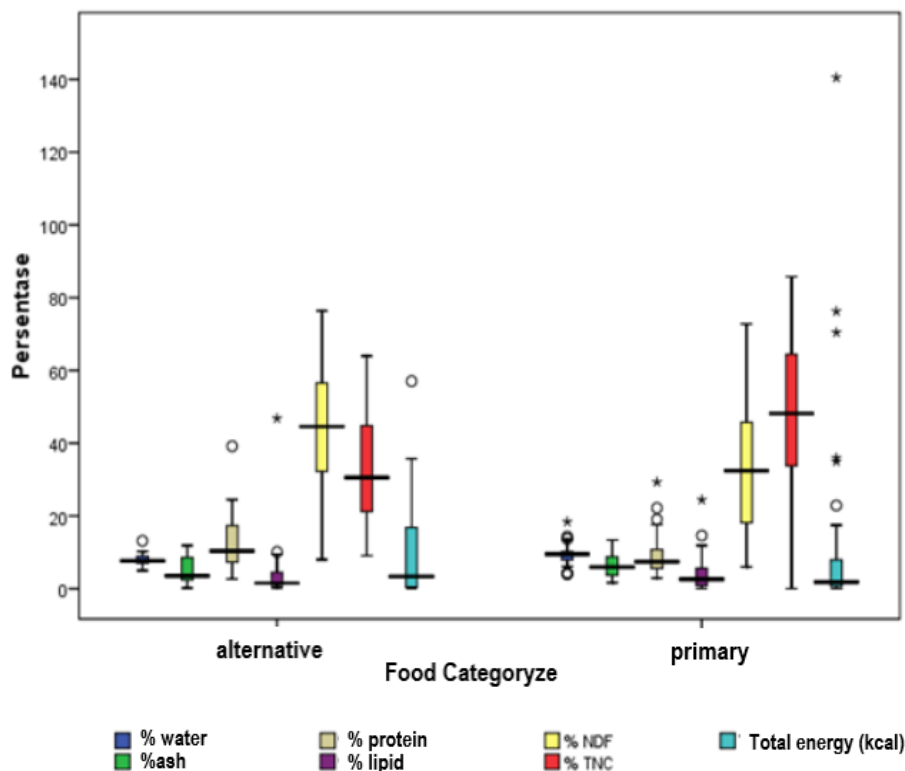 Persentase
140
120
100
80
60
40
20
0
alternative primary
Food Categoryze
% water % protein % NDF Total energy (kcal)
%ash % lipid % TNC